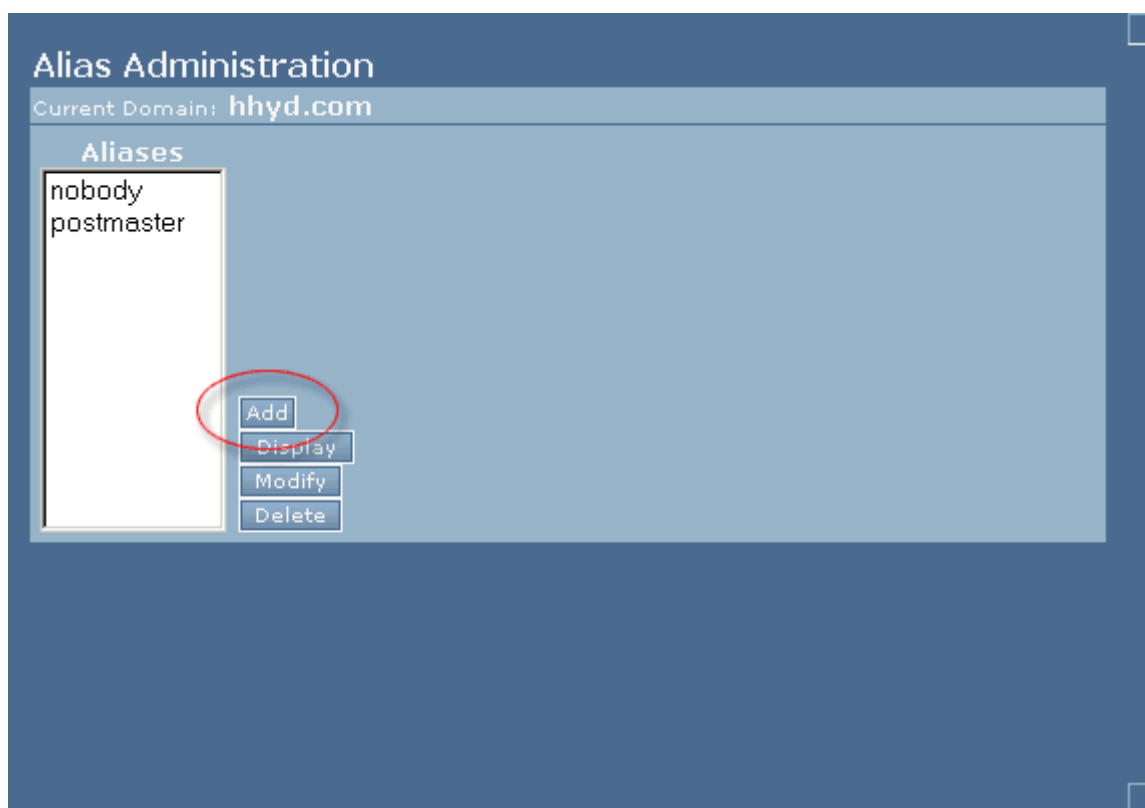 Alias Administration
Current Domain: hhyd.com
Aliases
nobody
postmaster
Add
Display
Modify
Delete